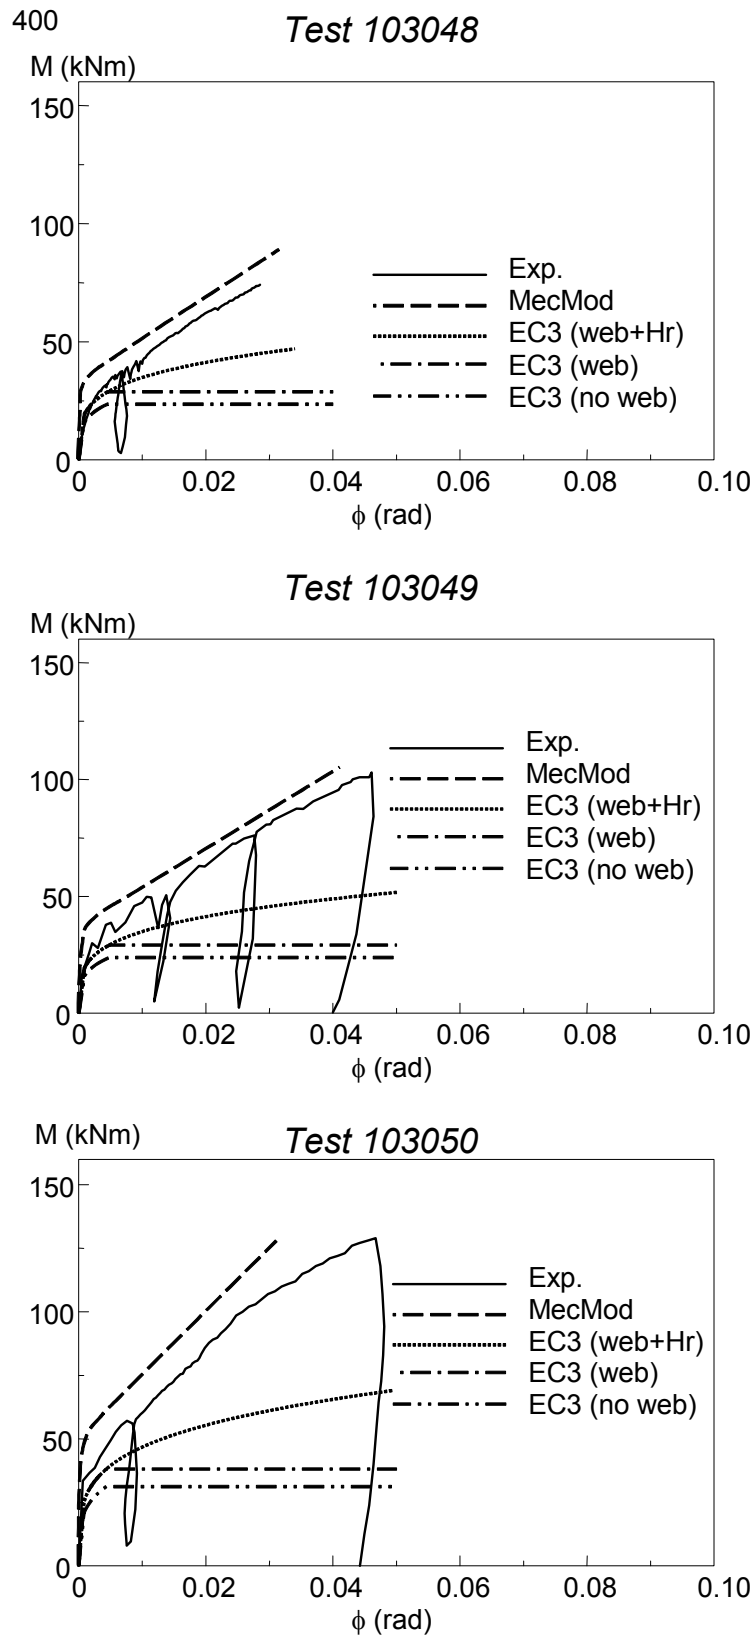 400
Test 103048
M (kNm)
150
100
50
0
Exp.
MecMod
EC3 (web+Hr)
EC3 (web)
EC3 (no web)
0 0.02 0.04 0.06 0.08 0.10
ϕ (rad)
Test 103049
M (kNm)
150
100
50
0
Exp.
MecMod
EC3 (web+Hr)
EC3 (web)
EC3 (no web)
0 0.02 0.04 0.06 0.08 0.10
ϕ (rad)
M (kNm)
Test 103050
150
100
50
0
Exp.
MecMod
EC3 (web+Hr)
EC3 (web)
EC3 (no web)
0 0.02 0.04 0.06 0.08 0.10
ϕ (rad)